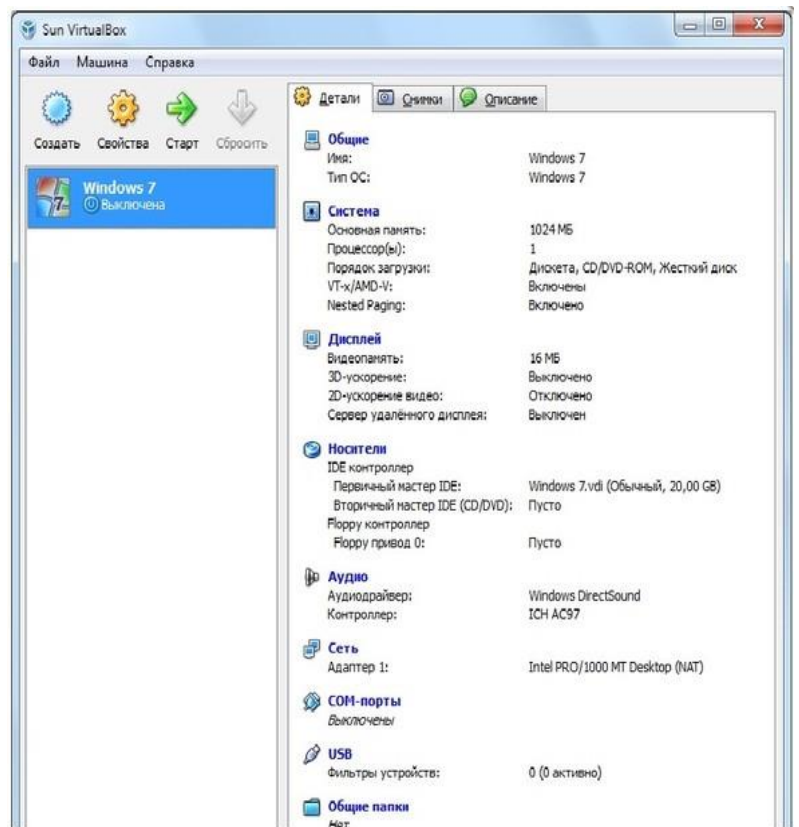 Sun VirtualBox
Файл Машина Справка
Создать Свойства Старт Сбросить
Windows 7
Выключена
Детали Снимки Описание
Общие
Имя: Windows 7
Тип ОС: Windows 7
Система
Основная память: 1024 МБ
Процессор(ы): 1
Порядок загрузки: Дискета, CD/DVD-ROM, Жесткий диск
VT-x/AMD-V: Включены
Nested Paging: Включено
Дисплей
Видеопамять: 16 МБ
3D-ускорение: Выключено
2D-ускорение видео: Отключено
Сервер удалённого дисплея: Выключен
Носители
IDE контроллер
Первичный мастер IDE: Windows 7.vdi (Обычный, 20,00 GB)
Вторичный мастер IDE (CD/DVD): Пусто
Floppy контроллер
Floppy привод 0: Пусто
Аудио
Аудиодрайвер: Windows DirectSound
Контроллер: ICH AC97
Сеть
Адаптер 1: Intel PRO/1000 MT Desktop (NAT)
COM-порты
Выключены
USB
Фильтры устройств: 0 (0 активно)
Общие папки
Нет